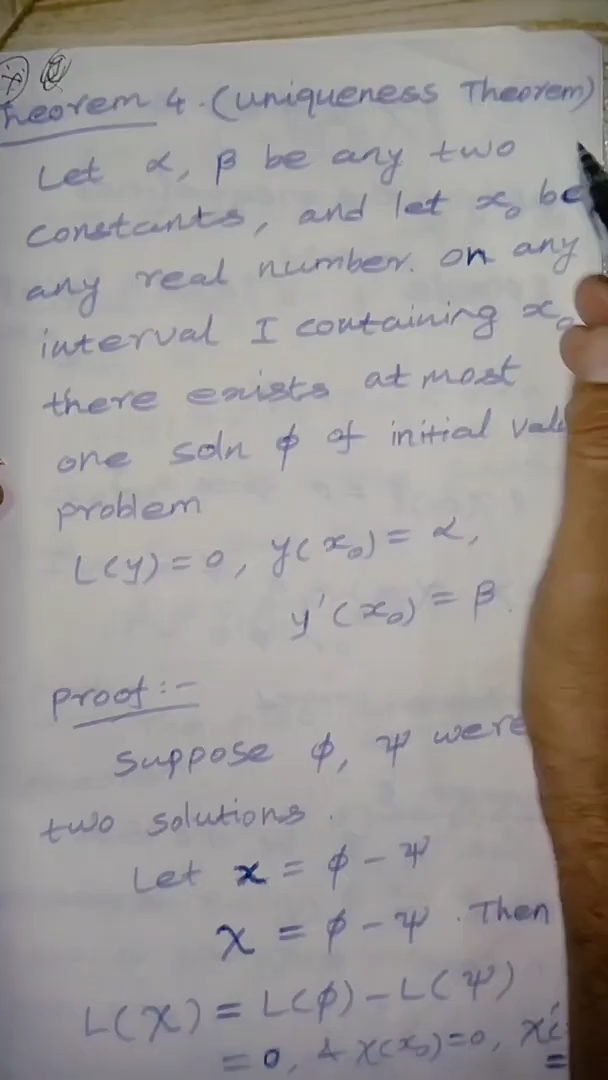 Theorem 4. (Uniqueness Theorem)
Let α, β be any two
constants, and let x₀ be
any real number. on any
interval I containing x₀
there exists atmost
one soln φ of initial
problem
L(y) = 0, y(x₀) = α,
y'(x₀) = β.
Proof :-
Suppose φ, ψ were
two solutions.
Let x = φ - ψ
χ = φ - ψ. Then
L(χ) = L(φ) - L(ψ)
= 0, & χ(x₀) = 0,